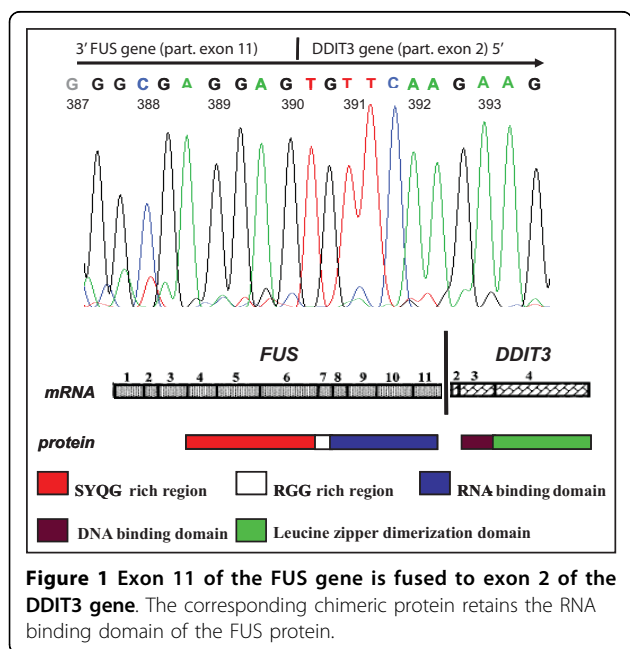 3' FUS gene (part. exon 11) DDIT3 gene (part. exon 2) 5'
G G G C G A G G A G T G T T C A A G A A G
387 388 389 390 391 392 393
FUS DDIT3
mRNA 1 2 3 4 5 6 7 8 9 10 11 2 3 4
protein
SYQG rich region RGG rich region RNA binding domain
DNA binding domain Leucine zipper dimerization domain
Figure 1 Exon 11 of the FUS gene is fused to exon 2 of the
DDIT3 gene. The corresponding chimeric protein retains the RNA
binding domain of the FUS protein.